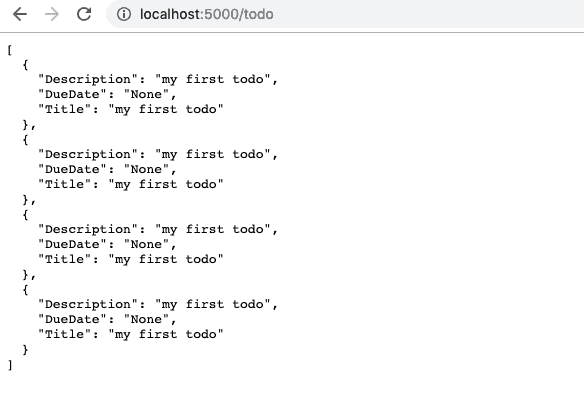 localhost:5000/todo
[
  {
    "Description": "my first todo",
    "DueDate": "None",
    "Title": "my first todo"
  },
  {
    "Description": "my first todo",
    "DueDate": "None",
    "Title": "my first todo"
  },
  {
    "Description": "my first todo",
    "DueDate": "None",
    "Title": "my first todo"
  },
  {
    "Description": "my first todo",
    "DueDate": "None",
    "Title": "my first todo"
  }
]